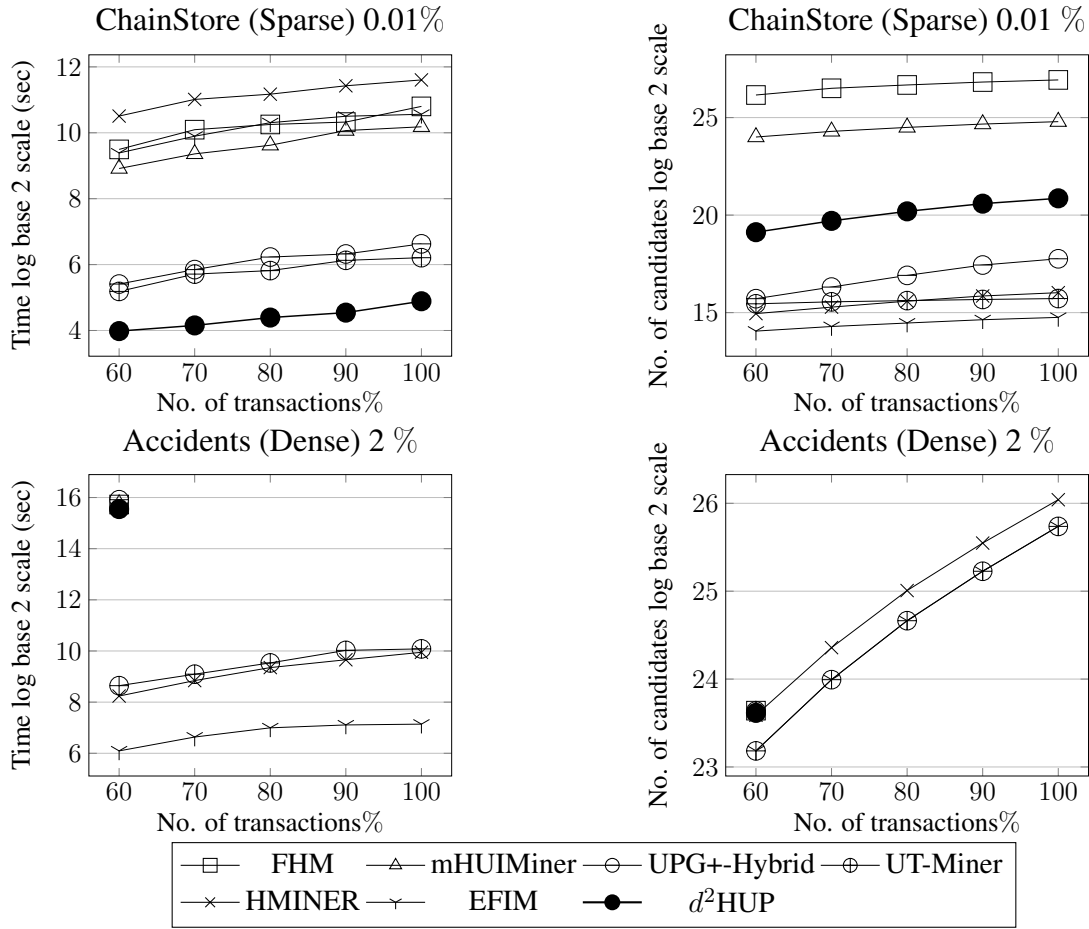 ChainStore (Sparse) 0.01%
Time log base 2 scale (sec)
12
10
8
6
4
60 70 80 90 100
No. of transactions%
ChainStore (Sparse) 0.01 %
No. of candidates log base 2 scale
25
20
15
60 70 80 90 100
No. of transactions%
Accidents (Dense) 2 %
Time log base 2 scale (sec)
16
14
12
10
8
6
60 70 80 90 100
No. of transactions%
Accidents (Dense) 2 %
No. of candidates log base 2 scale
26
25
24
23
60 70 80 90 100
No. of transactions%
FHM mHUIMiner UPG+-Hybrid UT-Miner
HMINER EFIM d²HUP